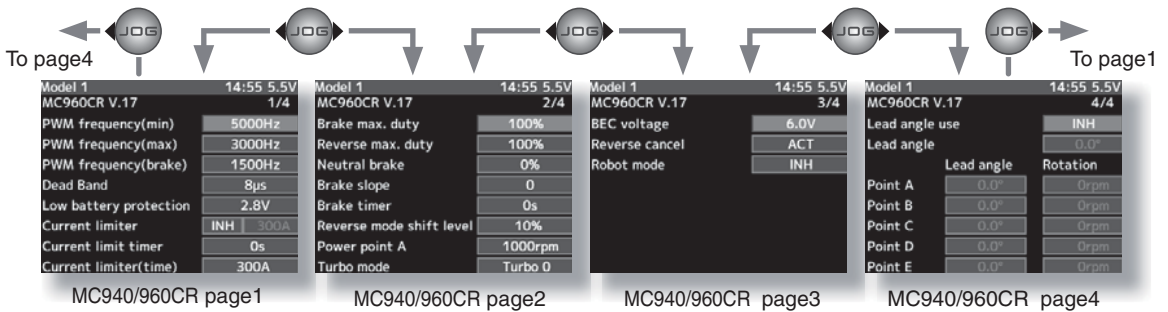 JOG JOG JOG JOG JOG
To page4 To page1
Model 1 14:55 5.5V
MC960CR V.17 1/4
PWM frequency(min) 5000Hz
PWM frequency(max) 3000Hz
PWM frequency(brake) 1500Hz
Dead Band 8µs
Low battery protection 2.8V
Current limiter INH 300A
Current limit timer 0s
Current limiter(time) 300A
MC940/960CR page1
Model 1 14:55 5.5V
MC960CR V.17 2/4
Brake max. duty 100%
Reverse max. duty 100%
Neutral brake 0%
Brake slope 0
Brake timer 0s
Reverse mode shift level 10%
Power point A 1000rpm
Turbo mode Turbo 0
MC940/960CR page2
Model 1 14:55 5.5V
MC960CR V.17 3/4
BEC voltage 6.0V
Reverse cancel ACT
Robot mode INH
MC940/960CR page3
Model 1 14:55 5.5V
MC960CR V.17 4/4
Lead angle use INH
Lead angle 0.0°
Lead angle Rotation
Point A 0.0° 0rpm
Point B 0.0° 0rpm
Point C 0.0° 0rpm
Point D 0.0° 0rpm
Point E 0.0° 0rpm
MC940/960CR page4